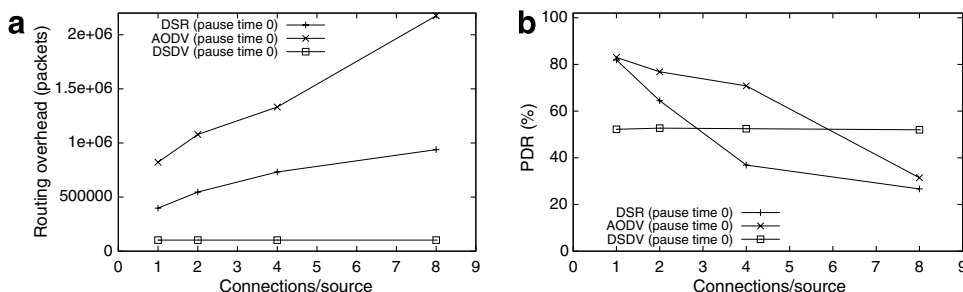 a
DSR (pause time 0)
AODV (pause time 0)
DSDV (pause time 0)
Routing overhead (packets)
2e+06
1.5e+06
1e+06
500000
0
0 1 2 3 4 5 6 7 8 9
Connections/source
b
PDR (%)
100
80
60
40
20
0
DSR (pause time 0)
AODV (pause time 0)
DSDV (pause time 0)
0 1 2 3 4 5 6 7 8 9
Connections/source